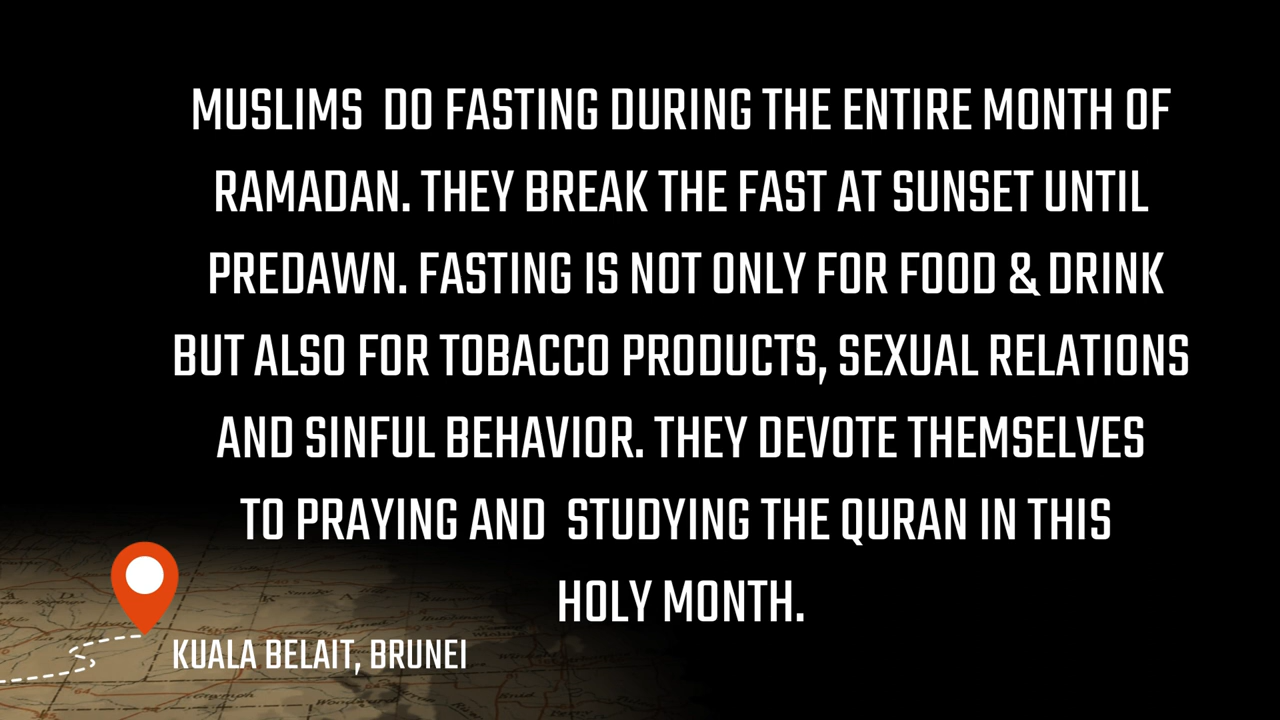 MUSLIMS  DO FASTING DURING THE ENTIRE MONTH OF
RAMADAN. THEY BREAK THE FAST AT SUNSET UNTIL
PREDAWN. FASTING IS NOT ONLY FOR FOOD & DRINK
BUT ALSO FOR TOBACCO PRODUCTS, SEXUAL RELATIONS
AND SINFUL BEHAVIOR. THEY DEVOTE THEMSELVES
TO PRAYING AND  STUDYING THE QURAN IN THIS
HOLY MONTH.
KUALA BELAIT, BRUNEI